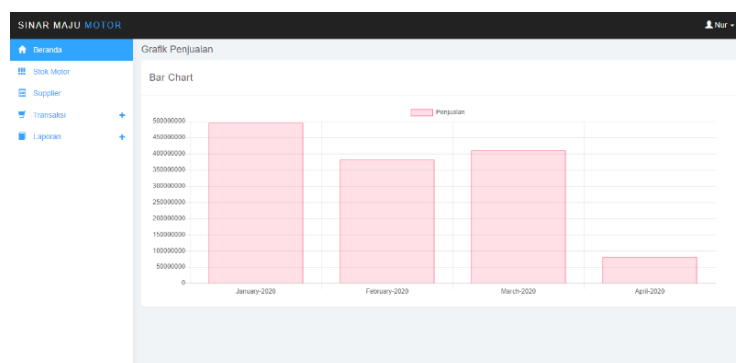 SINAR MAJU MOTOR
Nur
Beranda
Stok Motor
Supplier
Transaksi +
Laporan +
Grafik Penjualan
Bar Chart
Penjualan
500000000
450000000
400000000
350000000
300000000
250000000
200000000
150000000
100000000
50000000
0
January-2020 February-2020 March-2020 April-2020